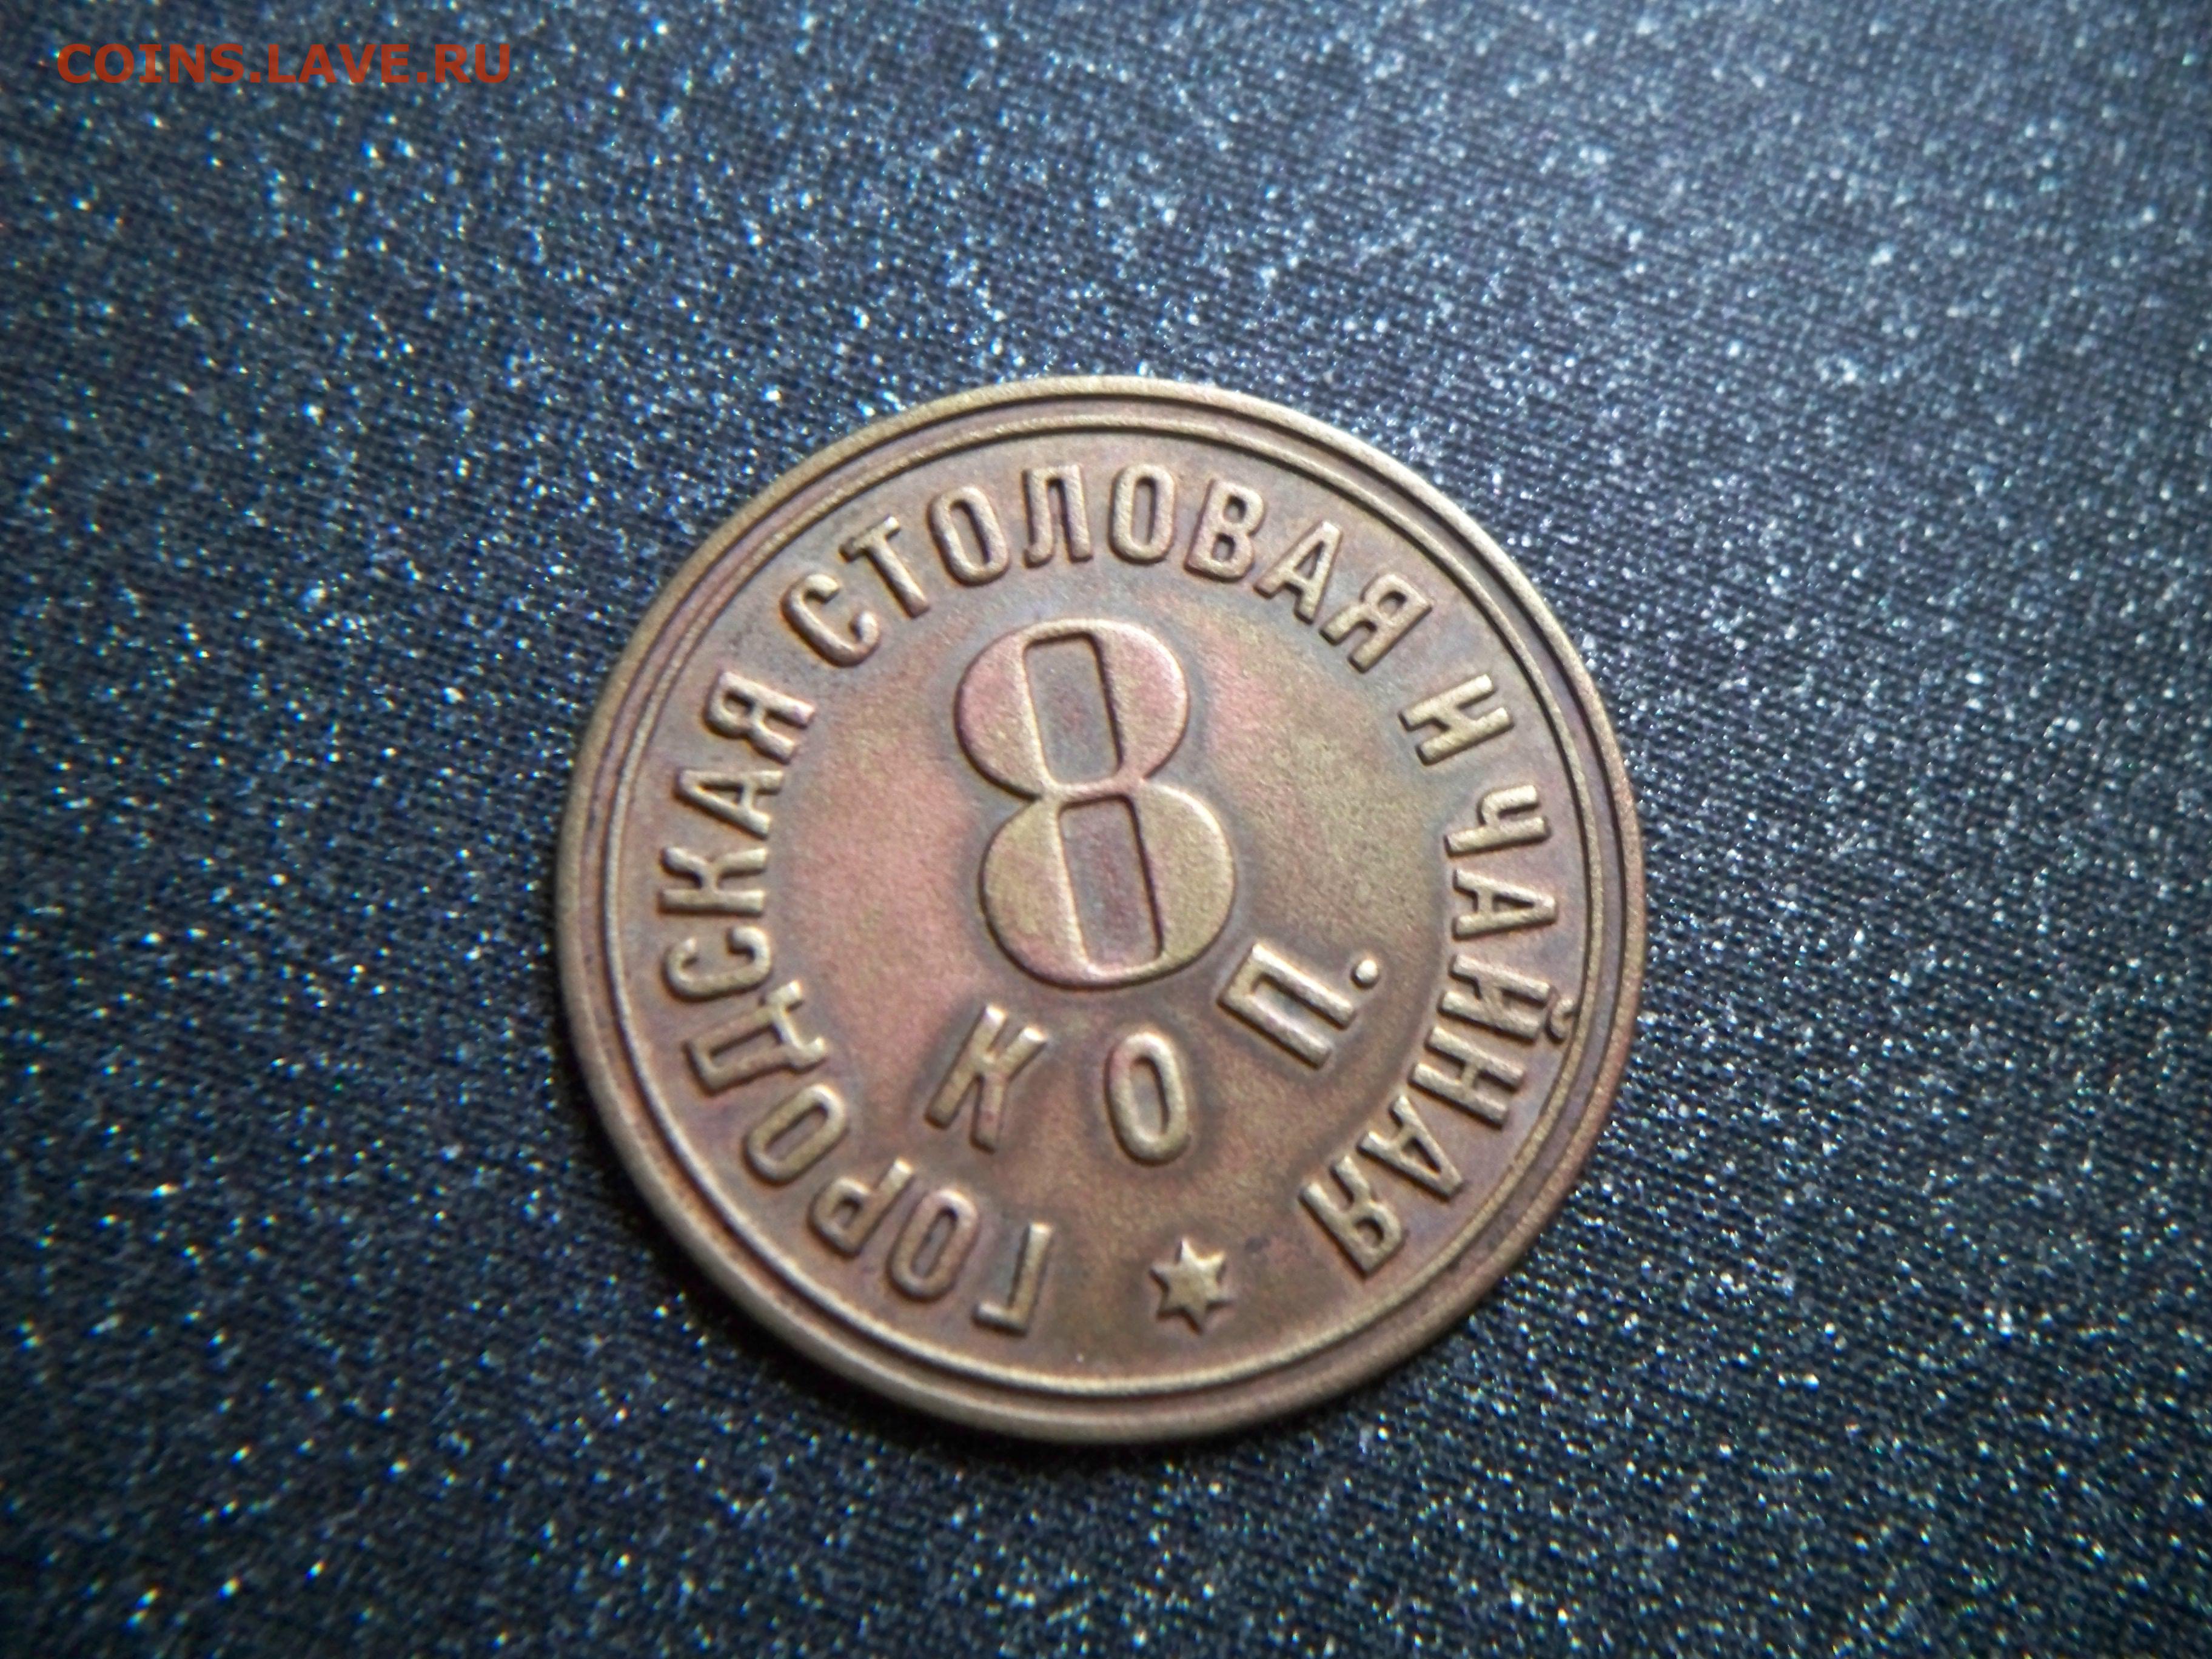 COINS.LAVE.RU
ГОРОДСКАЯ СТОЛОВАЯ И ЧАЙНАЯ
8
КОП.